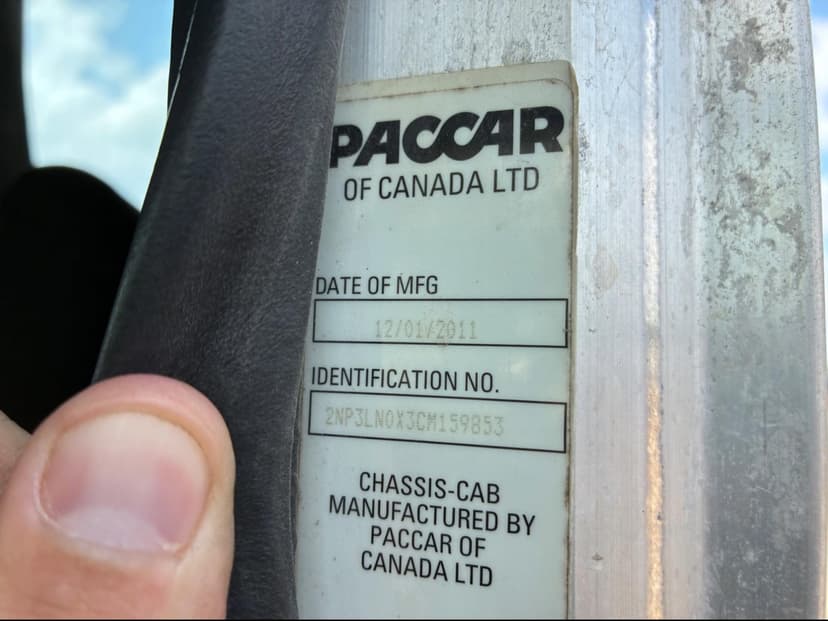 PACCAR
OF CANADA LTD
DATE OF MFG
12/01/2011
IDENTIFICATION NO.
2NP3LN0X3CM159853
CHASSIS-CAB
MANUFACTURED BY
PACCAR OF
CANADA LTD